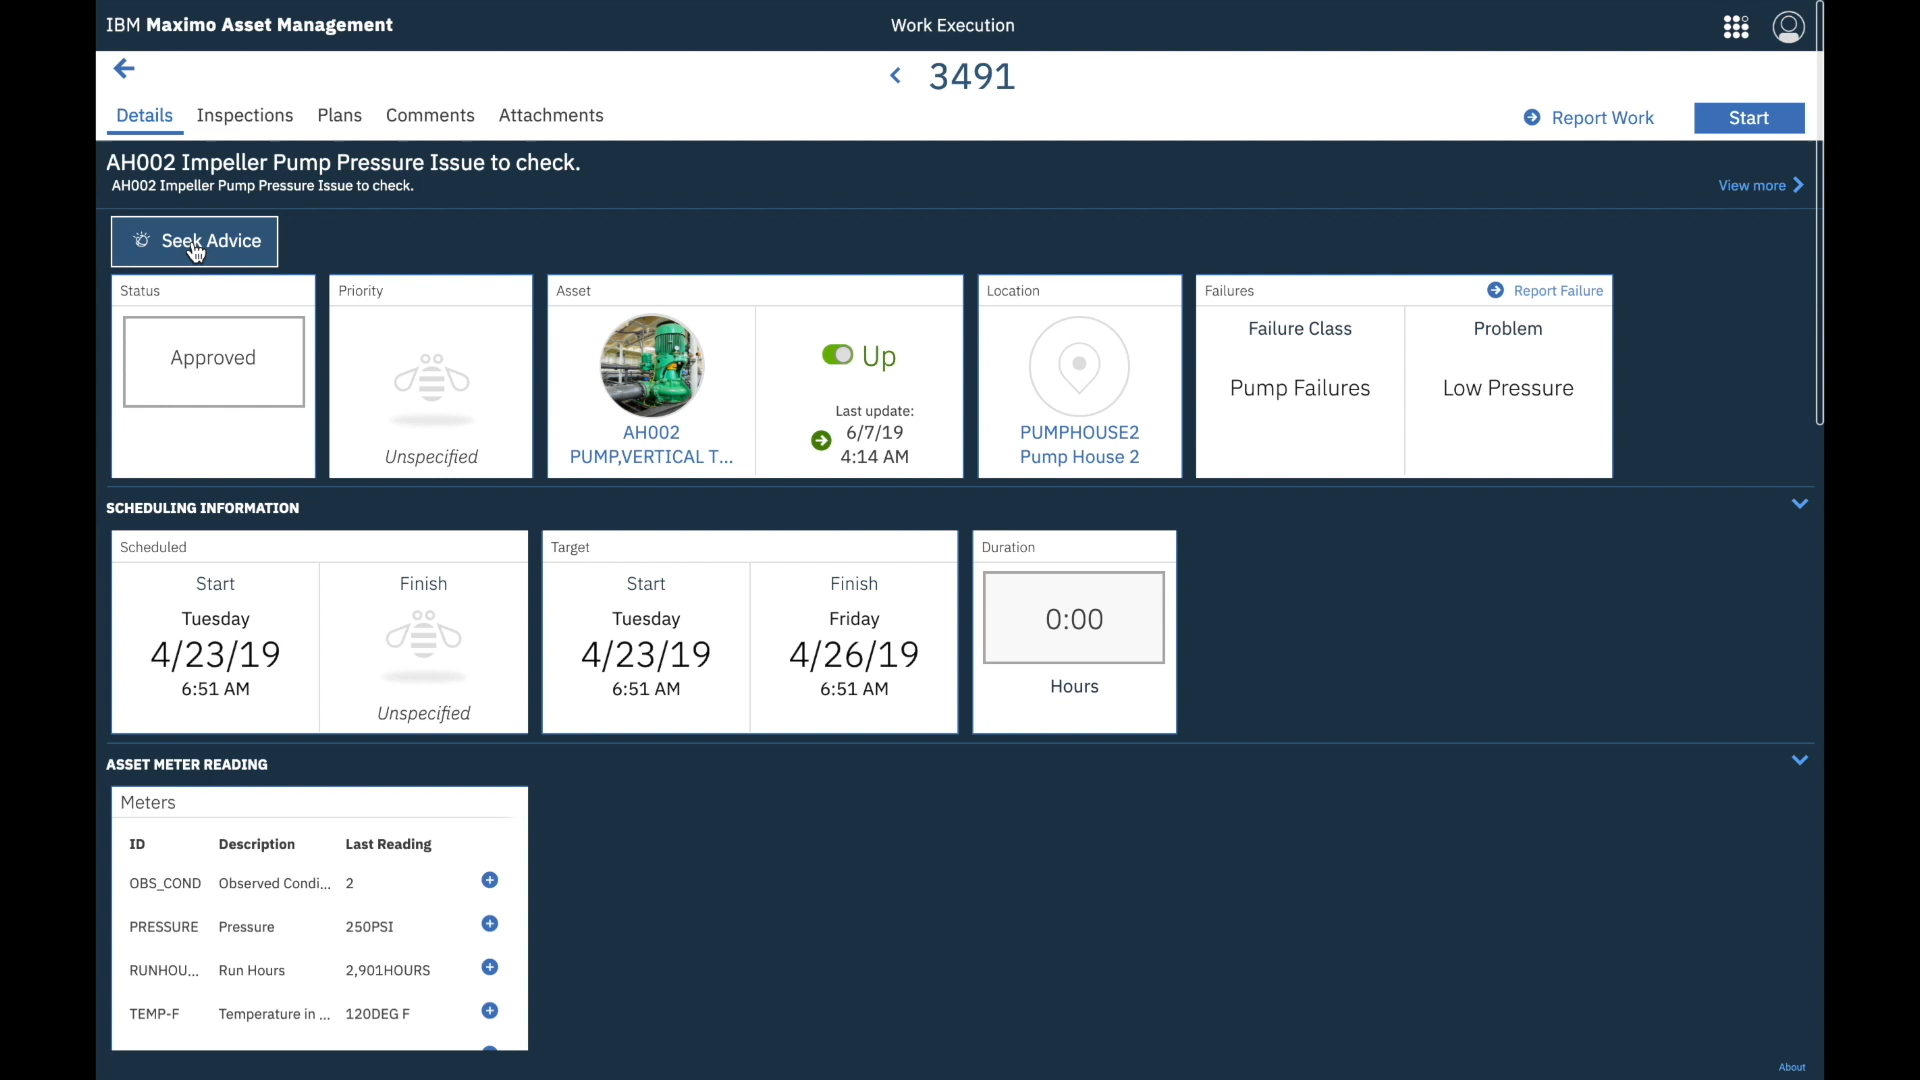 IBM Maximo Asset Management
Work Execution
3491
Details
Inspections
Plans
Comments
Attachments
Report Work
Start
AH002 Impeller Pump Pressure Issue to check.
AH002 Impeller Pump Pressure Issue to check.
View more
Seek Advice
Status
Approved
Priority
Unspecified
Asset
AH002
PUMP,VERTICAL T...
Up
Last update:
6/7/19
4:14 AM
Location
PUMPHOUSE2
Pump House 2
Failures
Report Failure
Failure Class
Pump Failures
Problem
Low Pressure
SCHEDULING INFORMATION
Scheduled
Start
Tuesday
4/23/19
6:51 AM
Finish
Unspecified
Target
Start
Tuesday
4/23/19
6:51 AM
Finish
Friday
4/26/19
6:51 AM
Duration
0:00
Hours
ASSET METER READING
Meters
ID Description Last Reading
OBS_COND Observed Condi... 2
PRESSURE Pressure 250PSI
RUNHOU... Run Hours 2,901HOURS
TEMP-F Temperature in ... 120DEG F
About